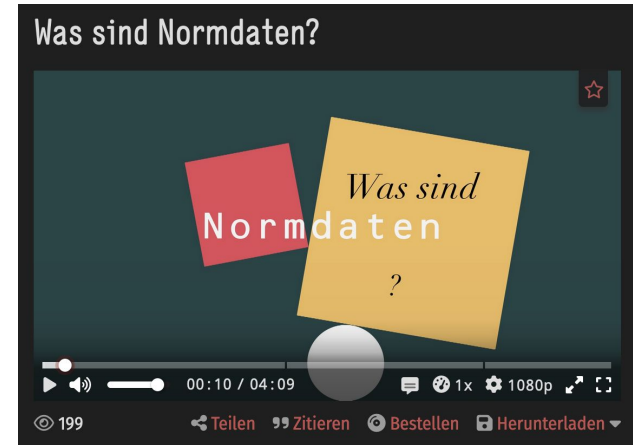 Was sind Normdaten?
Was sind
Normdaten
?
00:10 / 04:09 1x 1080p
199 Teilen Zitieren Bestellen Herunterladen